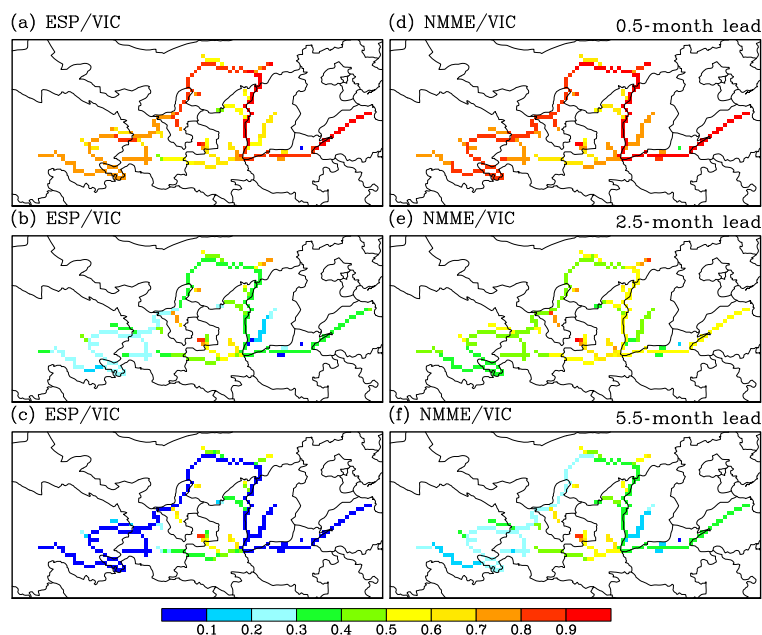 (a) ESP/VIC
(d) NMME/VIC
0.5-month lead
(b) ESP/VIC
(e) NMME/VIC
2.5-month lead
(c) ESP/VIC
(f) NMME/VIC
5.5-month lead
0.1 0.2 0.3 0.4 0.5 0.6 0.7 0.8 0.9